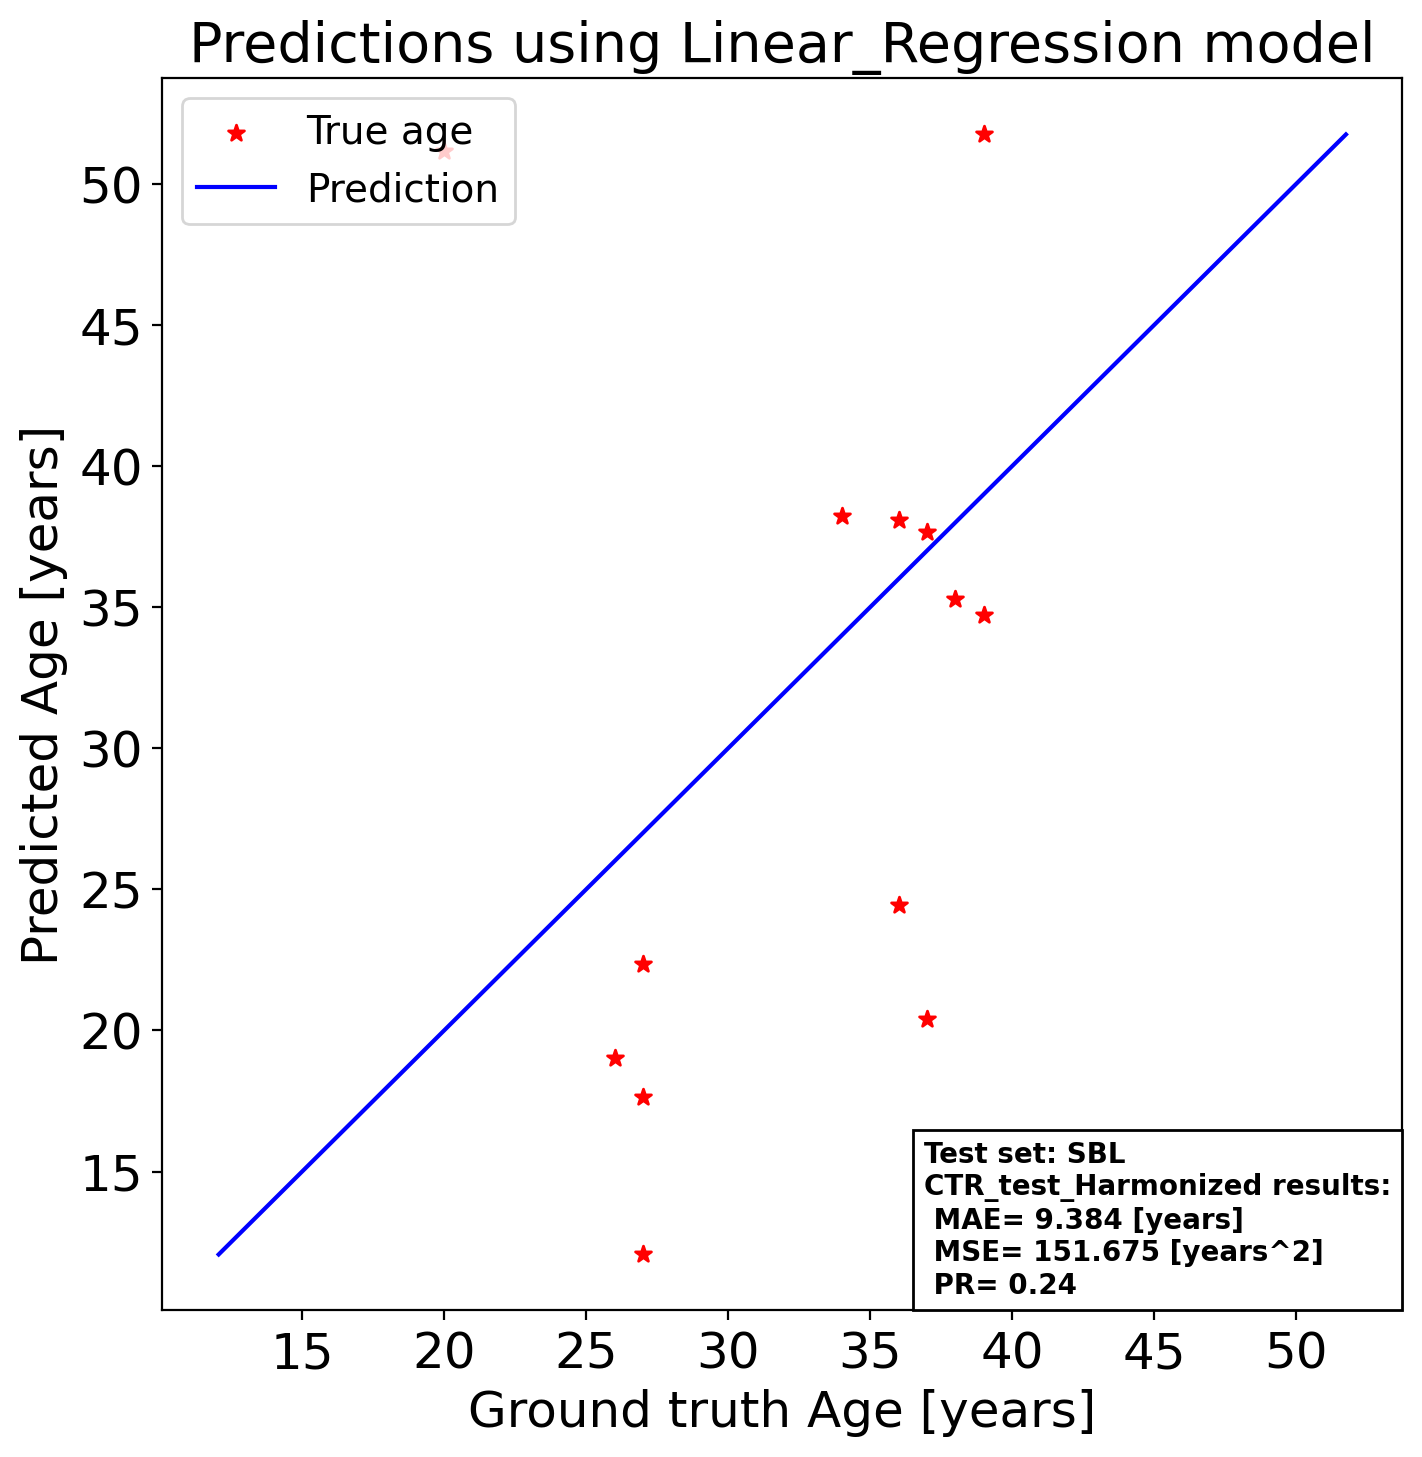 Predictions using Linear_Regression model
True age
Prediction
50
45
40
35
30
25
20
15
Predicted Age [years]
Test set: SBL
CTR_test_Harmonized results:
MAE= 9.384 [years]
MSE= 151.675 [years^2]
PR= 0.24
15 20 25 30 35 40 45 50
Ground truth Age [years]